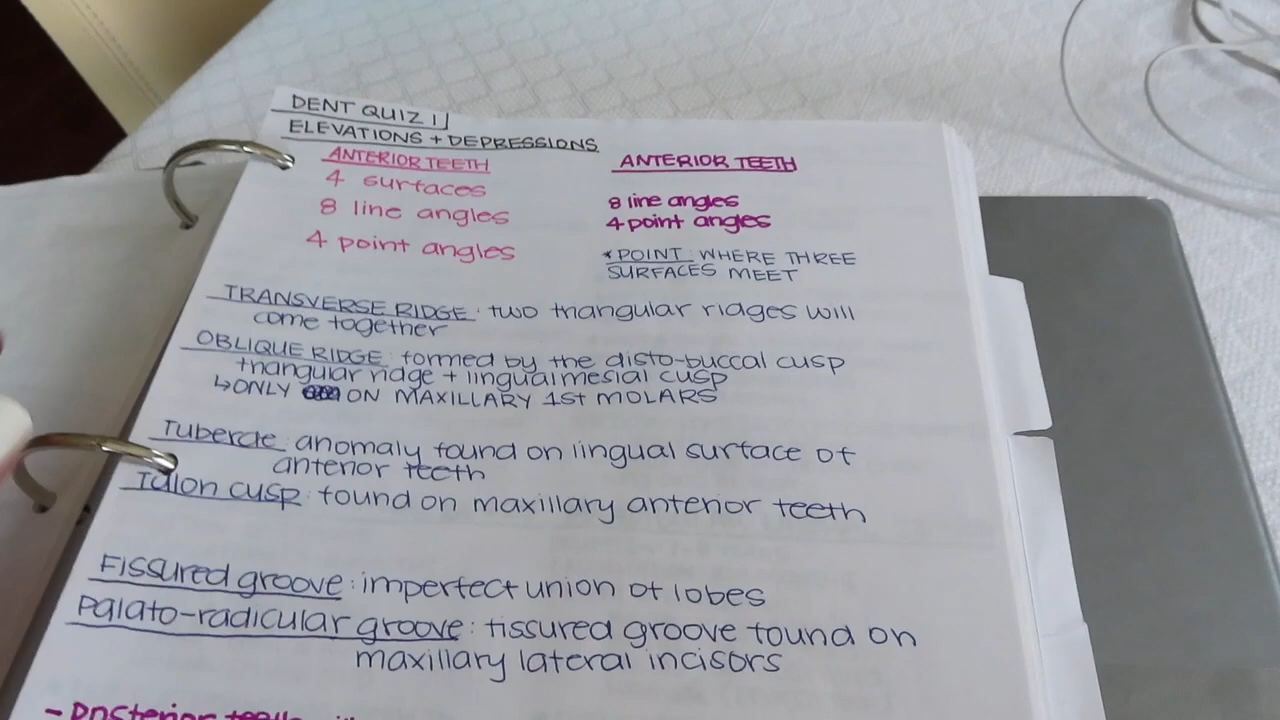 DENT QUIZ 1
ELEVATIONS + DEPRESSIONS
ANTERIOR TEETH
4 surfaces
8 line angles
4 point angles
ANTERIOR TEETH
8 line angles
4 point angles
*POINT: WHERE THREE
SURFACES MEET
TRANSVERSE RIDGE: two triangular ridges will
come together
OBLIQUE RIDGE: formed by the disto-buccal cusp
triangular ridge + lingualmesial cusp
↳ONLY ON MAXILLARY 1st MOLARS
Tubercle: anomaly found on lingual surface of
anterior teeth
Talon cusp: found on maxillary anterior teeth
Fissured groove: imperfect union of lobes
Palato-radicular groove: fissured groove found on
maxillary lateral incisors
- Posterior teeth